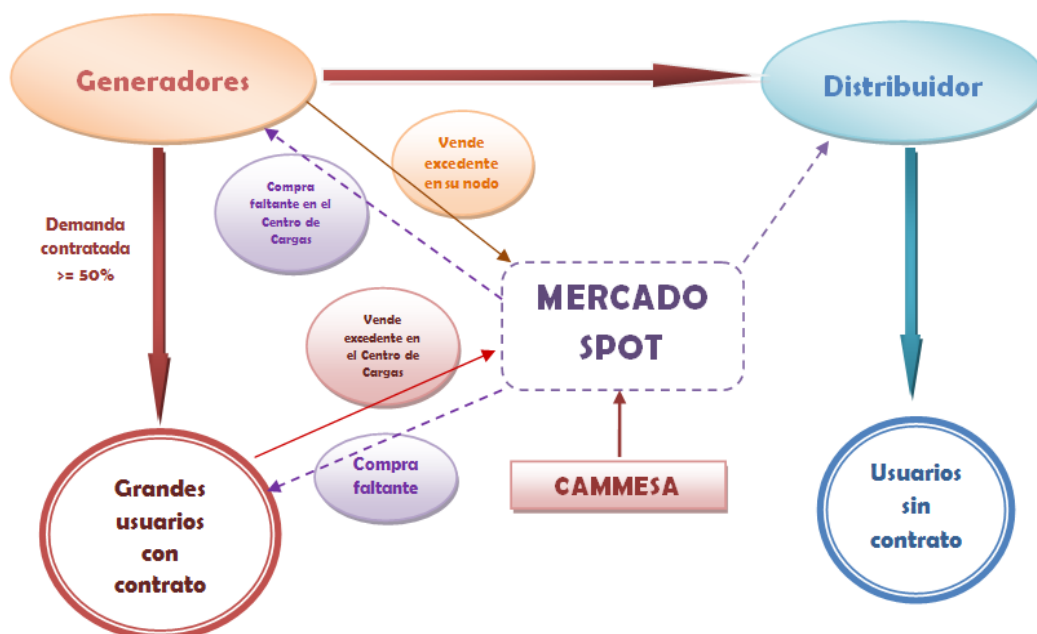 Generadores
Distribuidor
Vende
excedente
en su nodo
Compra
faltante en el
Centro de
Cargas
Demanda
contratada
>= 50%
MERCADO
SPOT
Vende
excedente en
el Centro de
Cargas
Compra
faltante
CAMMESA
Grandes
usuarios
con
contrato
Usuarios
sin
contrato